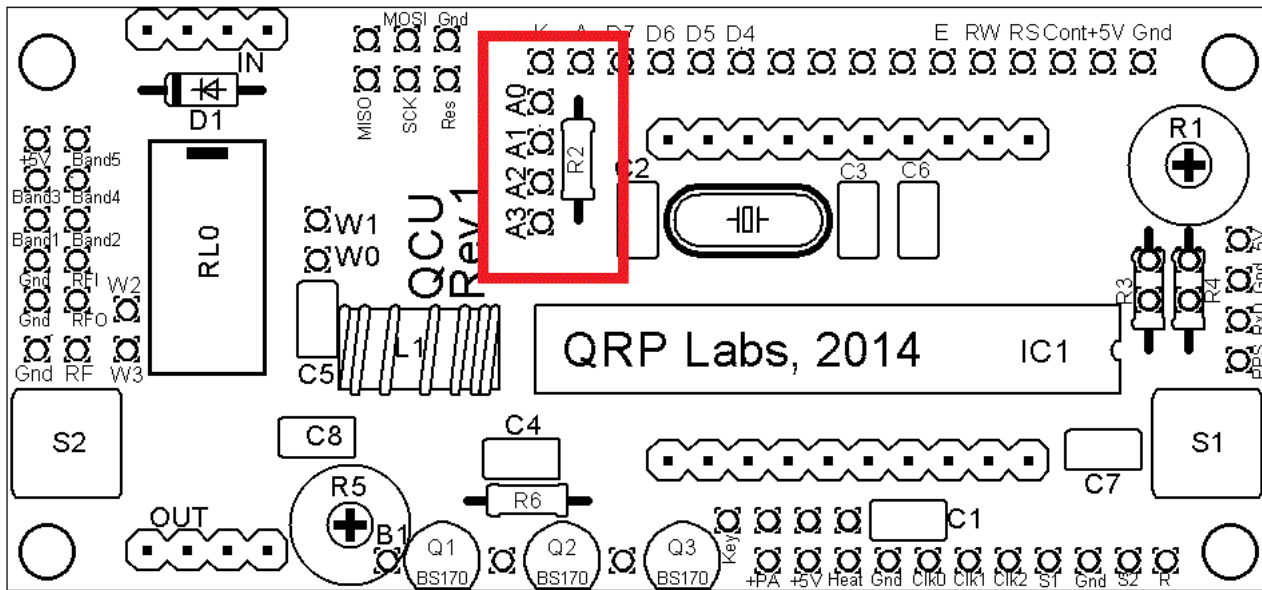 MOSI Gnd
K A D7 D6 D5 D4 E RW RS Cont +5V Gnd
IN
MISO SCK Res
A0
A1
A2
A3
R2
D1
R1
+5V Band5
Band3 Band4
Band1 Band2
Gnd RFI
Gnd RFO
Gnd RF
W2
W3
RL0
W1
W0
QCU
Rev1
C2
C3
C6
R3
R4
5V
Gnd
RxD
PPS
C5
L1
QRP Labs, 2014 IC1
S2
C8
C4
R6
R5
C7
S1
OUT
B1
Q1
BS170
Q2
BS170
Q3
BS170
Key
C1
+PA +5V Heat Gnd Clk0 Clk1 Clk2 S1 Gnd S2 R